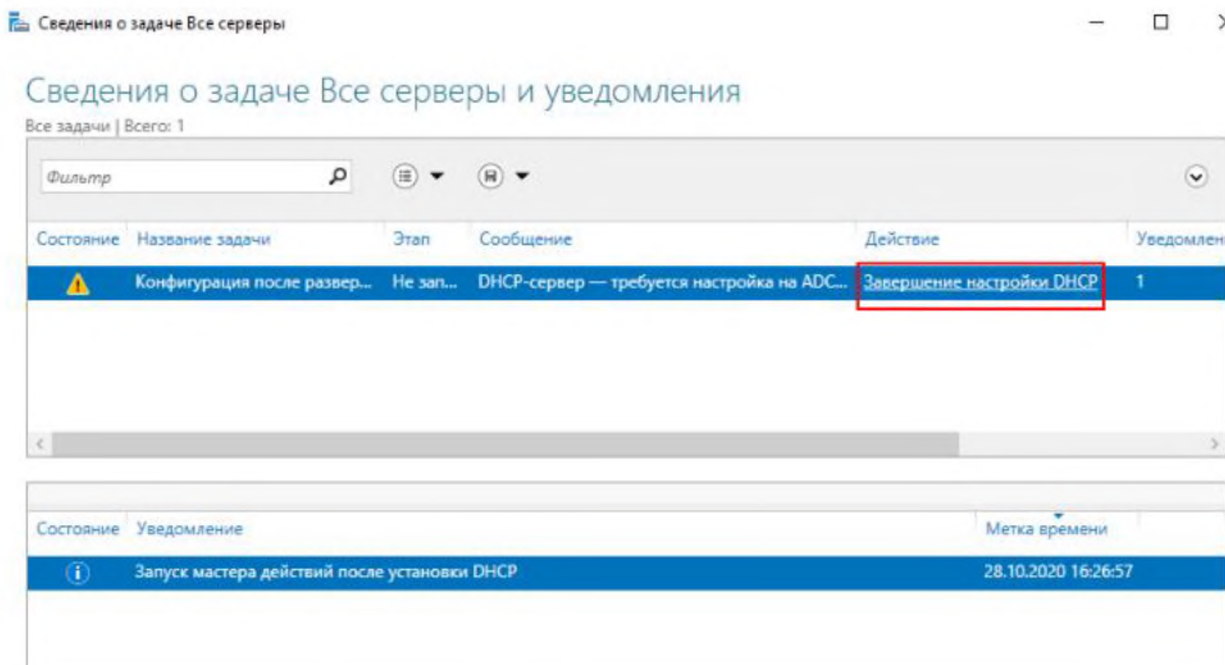 Сведения о задаче Все серверы
Сведения о задаче Все серверы и уведомления
Все задачи | Всего: 1
Фильтр
Состояние Название задачи Этап Сообщение Действие Уведомлен
Конфигурация после развер... Не зап... DHCP-сервер — требуется настройка на ADC... Завершение настройки DHCP 1
Состояние Уведомление Метка времени
Запуск мастера действий после установки DHCP 28.10.2020 16:26:57